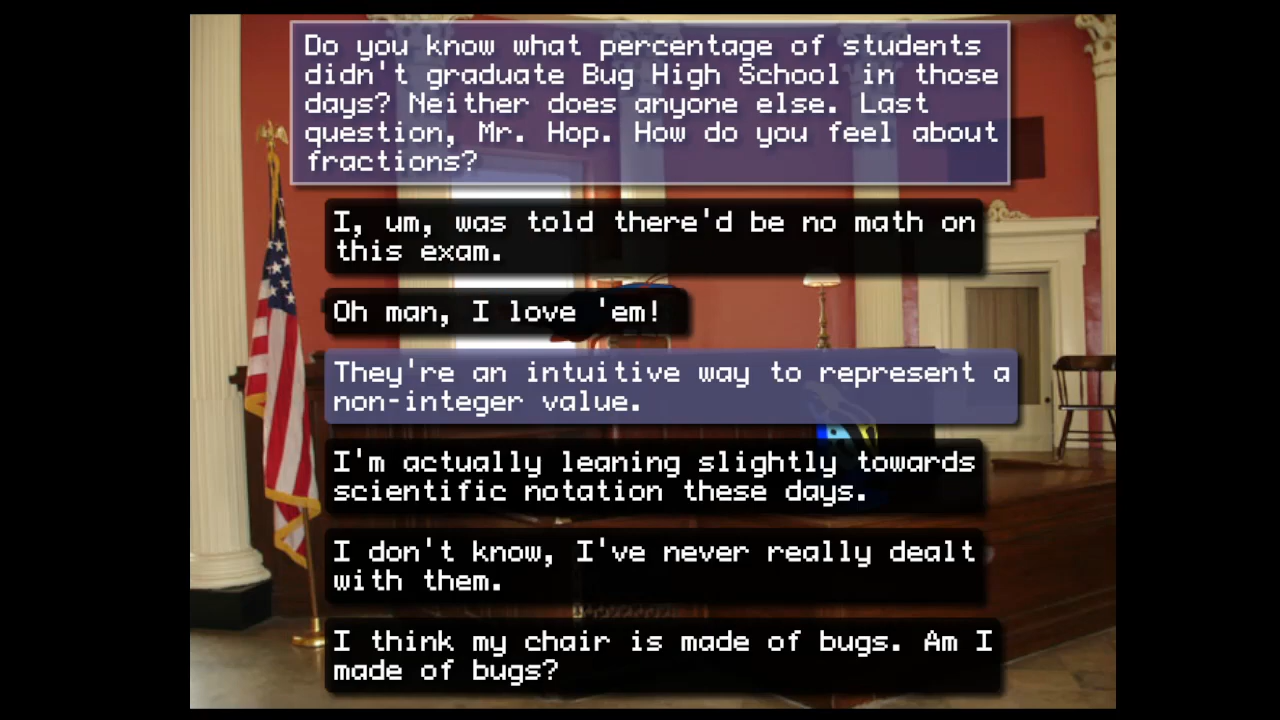 Do you know what percentage of students
didn't graduate Bug High School in those
days? Neither does anyone else. Last
question, Mr. Hop. How do you feel about
fractions?
I, um, was told there'd be no math on
this exam.
Oh man, I love 'em!
They're an intuitive way to represent a
non-integer value.
I'm actually leaning slightly towards
scientific notation these days.
I don't know, I've never really dealt
with them.
I think my chair is made of bugs. Am I
made of bugs?